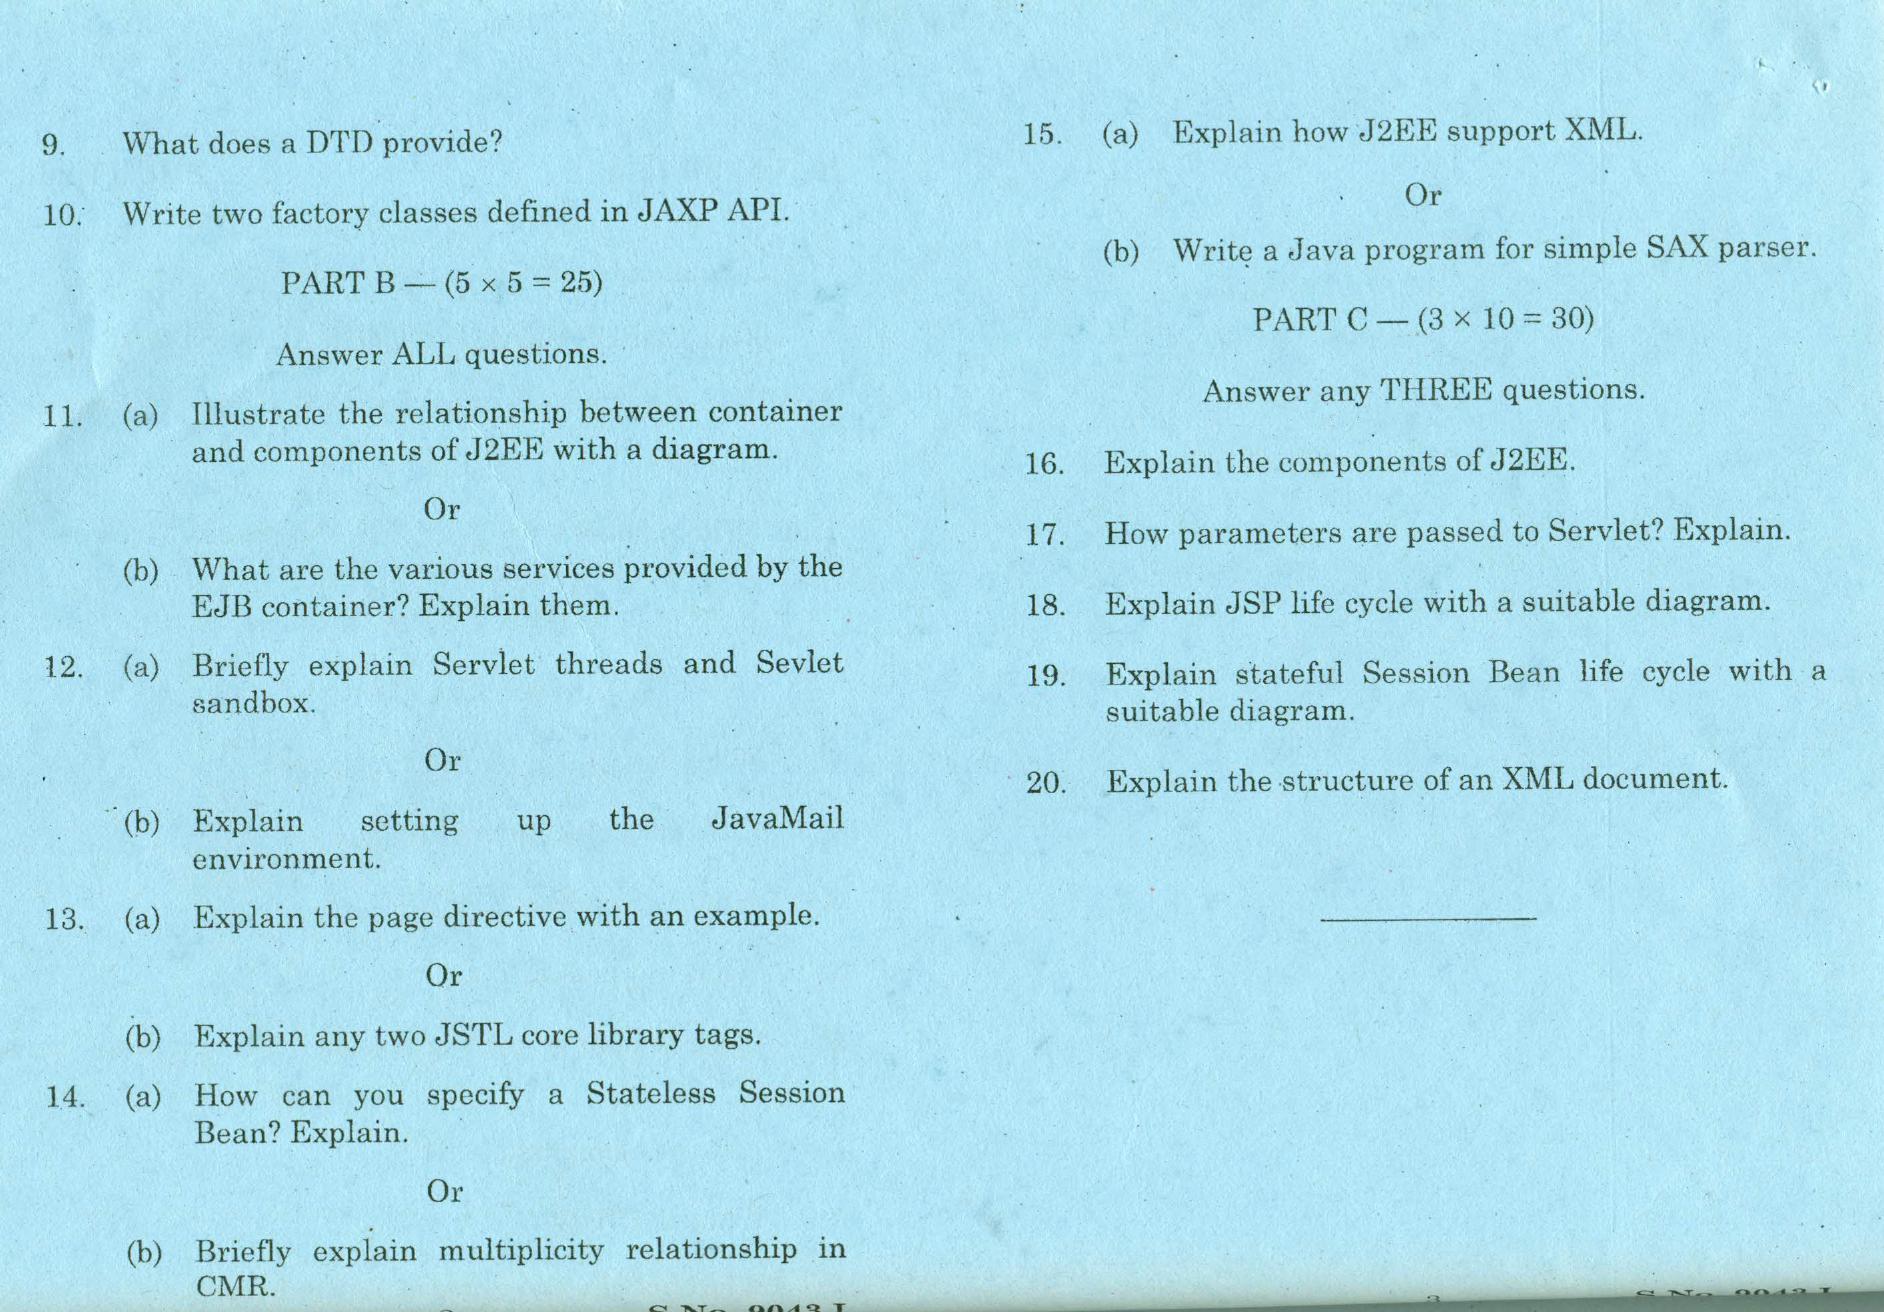 9. What does a DTD provide?
10. Write two factory classes defined in JAXP API.
PART B — (5 × 5 = 25)
Answer ALL questions.
11. (a) Illustrate the relationship between container
and components of J2EE with a diagram.
Or
(b) What are the various services provided by the
EJB container? Explain them.
12. (a) Briefly explain Servlet threads and Sevlet
sandbox.
Or
(b) Explain setting up the JavaMail
environment.
13. (a) Explain the page directive with an example.
Or
(b) Explain any two JSTL core library tags.
14. (a) How can you specify a Stateless Session
Bean? Explain.
Or
(b) Briefly explain multiplicity relationship in
CMR.
15. (a) Explain how J2EE support XML.
Or
(b) Write a Java program for simple SAX parser.
PART C — (3 × 10 = 30)
Answer any THREE questions.
16. Explain the components of J2EE.
17. How parameters are passed to Servlet? Explain.
18. Explain JSP life cycle with a suitable diagram.
19. Explain stateful Session Bean life cycle with a
suitable diagram.
20. Explain the structure of an XML document.